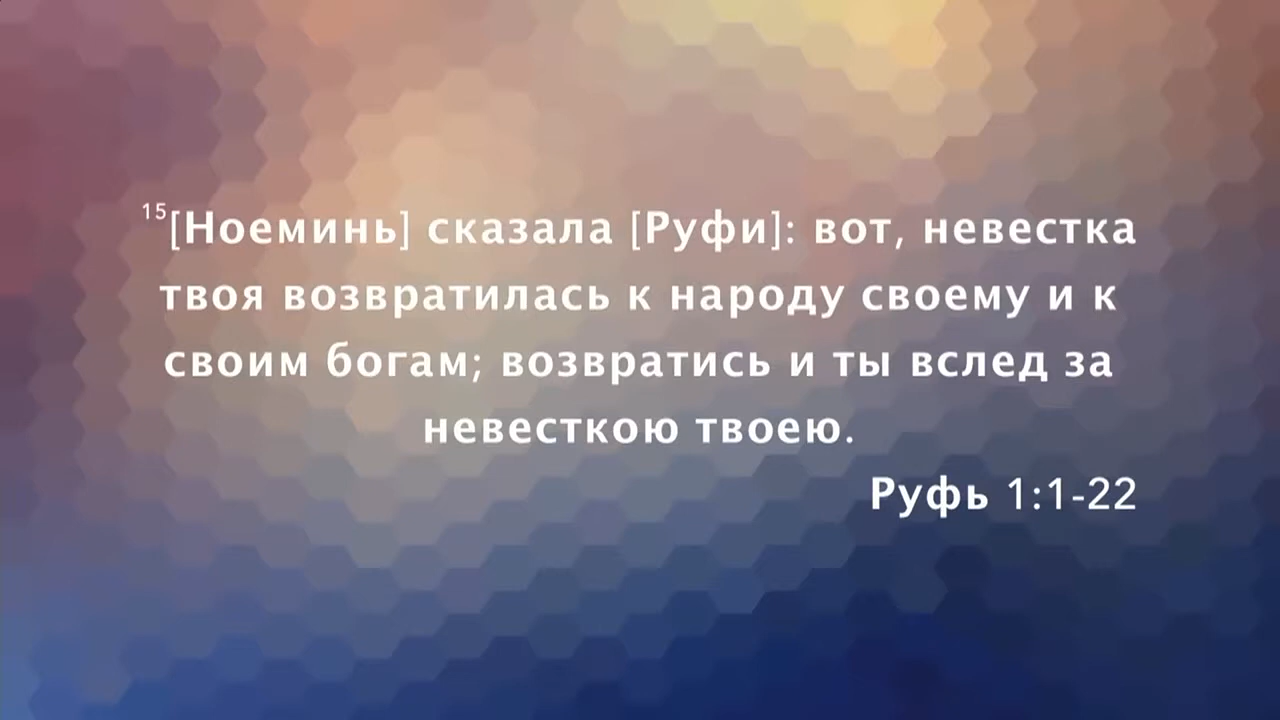 15[Ноеминь] сказала [Руфи]: вот, невестка
твоя возвратилась к народу своему и к
своим богам; возвратись и ты вслед за
невесткою твоею.
Руфь 1:1-22